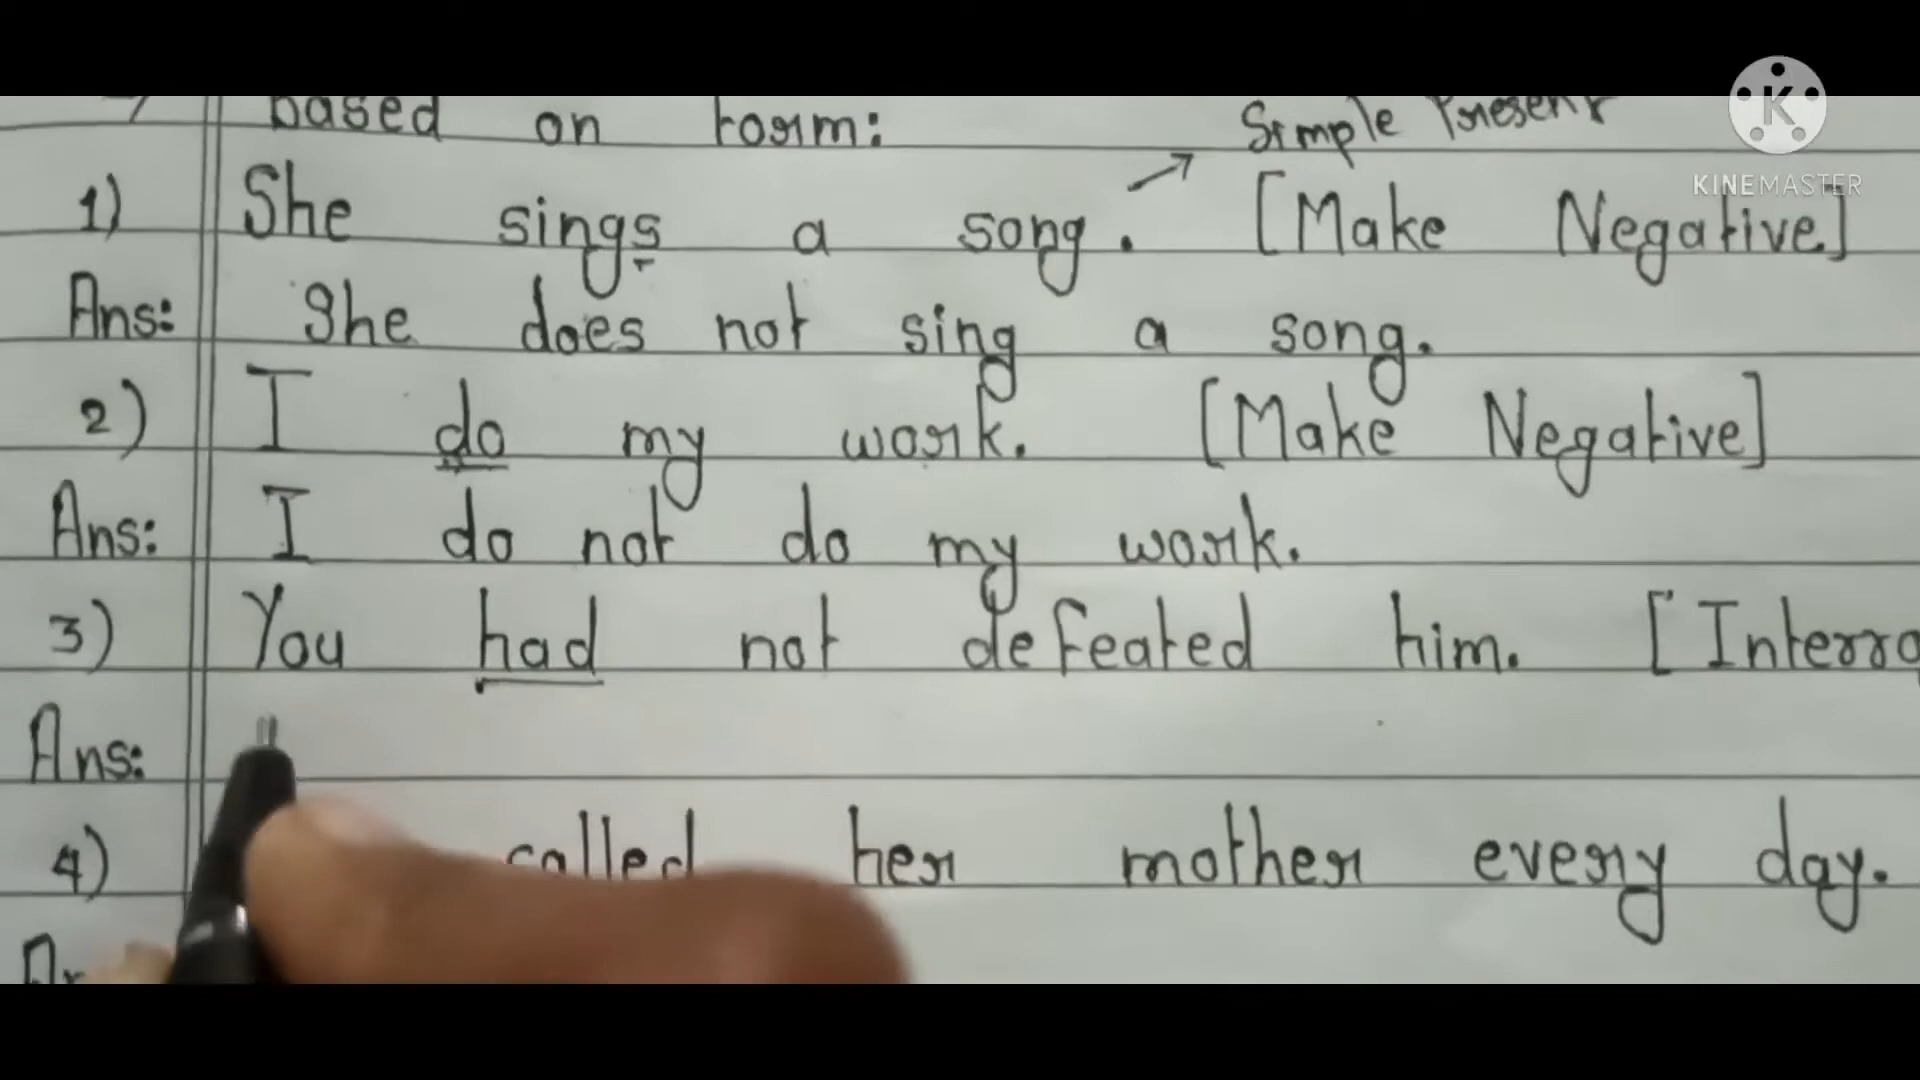 based on form:
Simple Present
KINEMASTER
1) She sings a song. → [Make Negative]
Ans: She does not sing a song.
2) I do my work. [Make Negative]
Ans: I do not do my work.
3) You had not defeated him. [Interro
Ans:
4) called her mother every day.